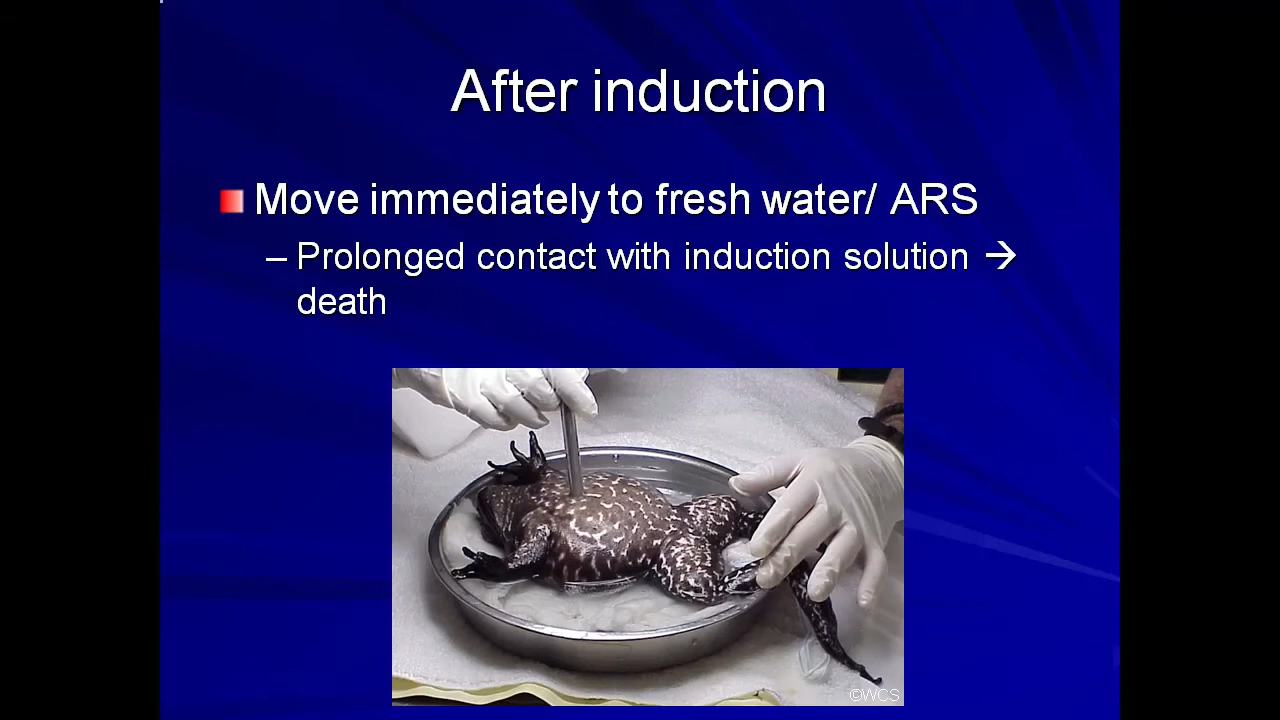 After induction
Move immediately to fresh water/ ARS
– Prolonged contact with induction solution →
death
©WCS